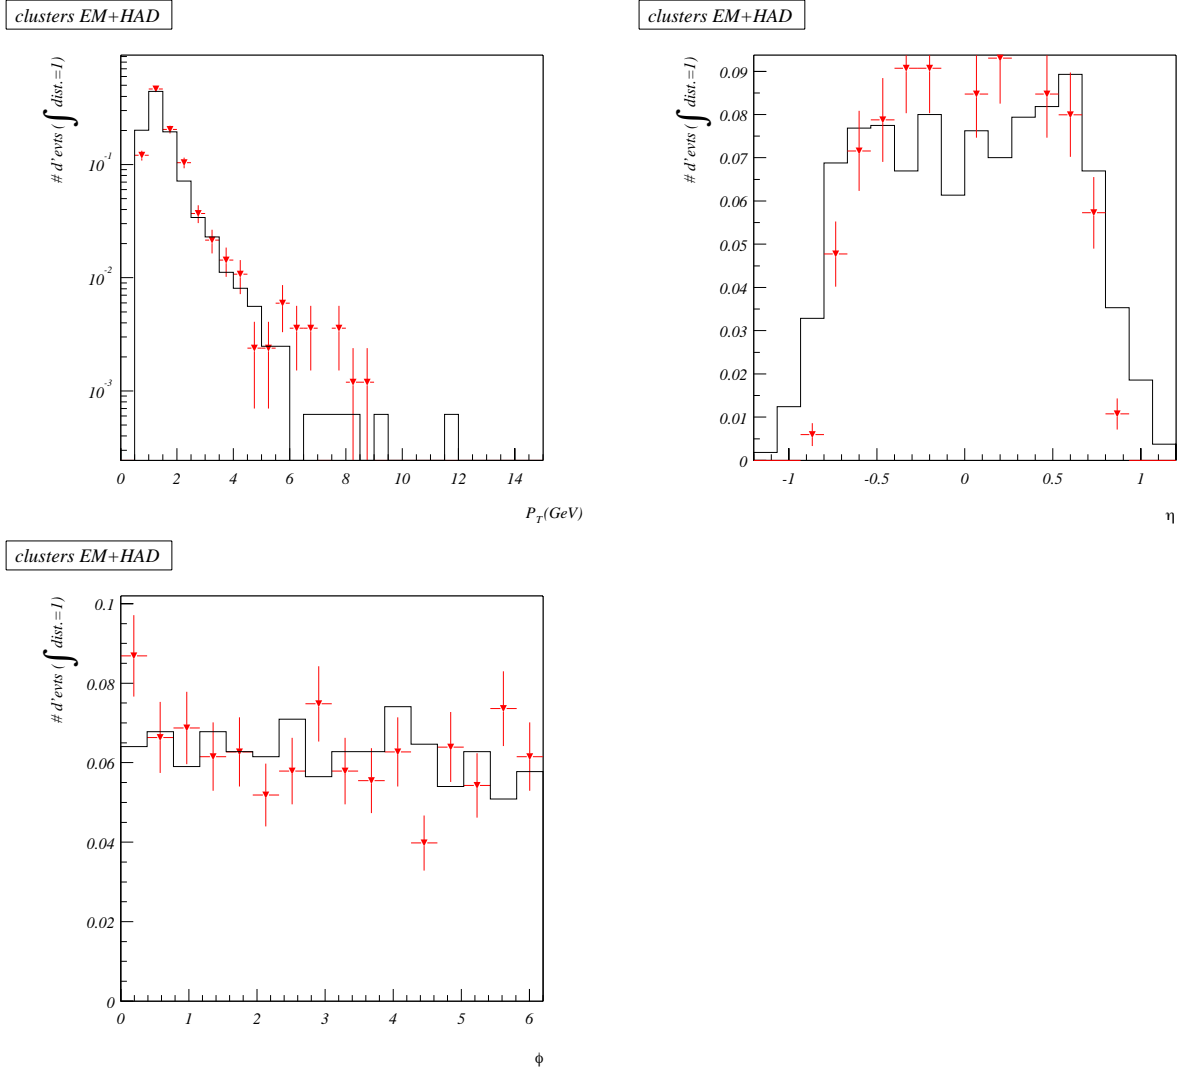 clusters EM+HAD
# d'evts (∫ dist.=1)
10⁻¹
10⁻²
10⁻³
0 2 4 6 8 10 12 14
P_T(GeV)
clusters EM+HAD
# d'evts (∫ dist.=1)
0.09
0.08
0.07
0.06
0.05
0.04
0.03
0.02
0.01
0
-1 -0.5 0 0.5 1
η
clusters EM+HAD
# d'evts (∫ dist.=1)
0.1
0.08
0.06
0.04
0.02
0
0 1 2 3 4 5 6
ϕ